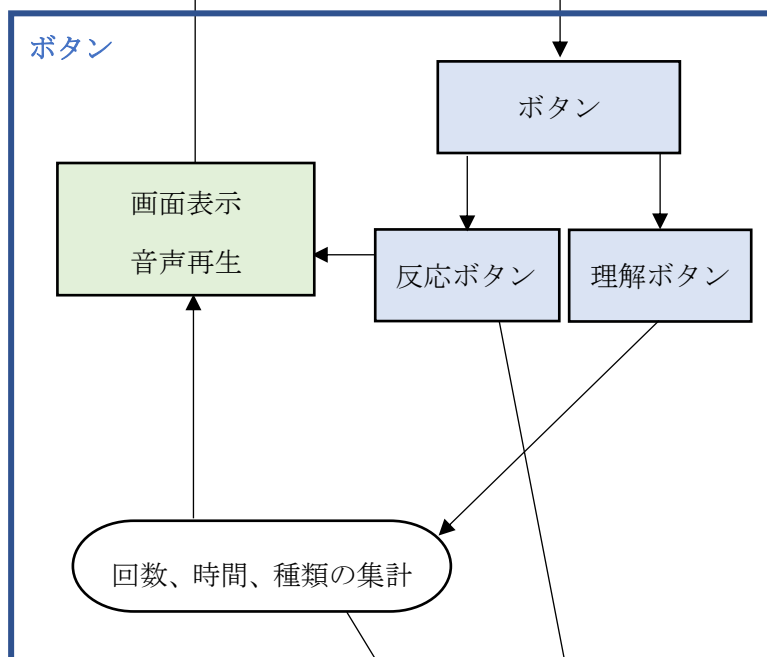 ボタン
ボタン
画面表示
音声再生
反応ボタン
理解ボタン
回数、時間、種類の集計